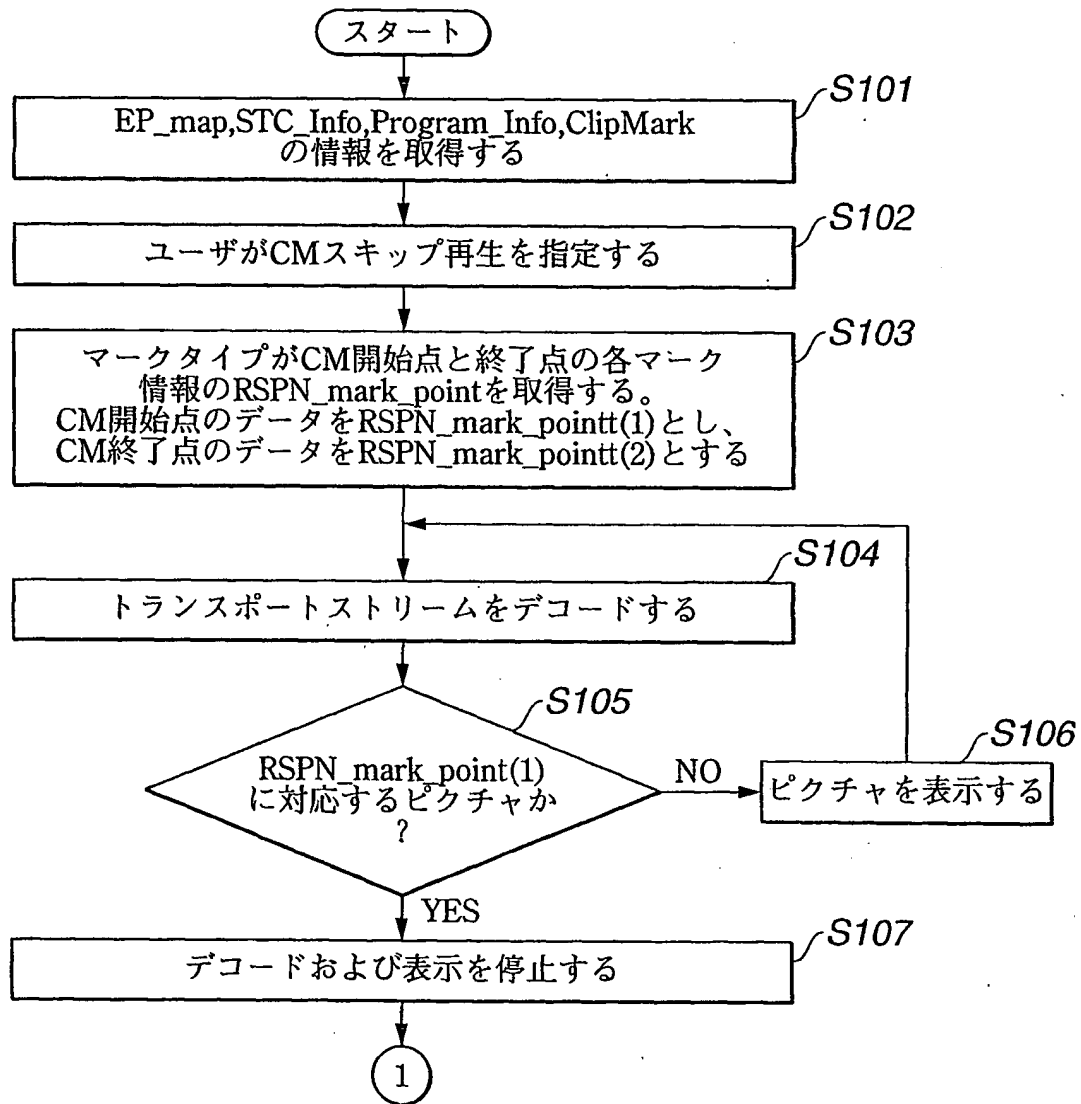 スタート
S101
EP_map,STC_Info,Program_Info,ClipMark
の情報を取得する
S102
ユーザがCMスキップ再生を指定する
S103
マークタイプがCM開始点と終了点の各マーク
情報のRSPN_mark_pointを取得する。
CM開始点のデータをRSPN_mark_pointt(1)とし、
CM終了点のデータをRSPN_mark_pointt(2)とする
S104
トランスポートストリームをデコードする
S105
RSPN_mark_point(1)
に対応するピクチャか
?
NO
S106
ピクチャを表示する
YES
S107
デコードおよび表示を停止する
1